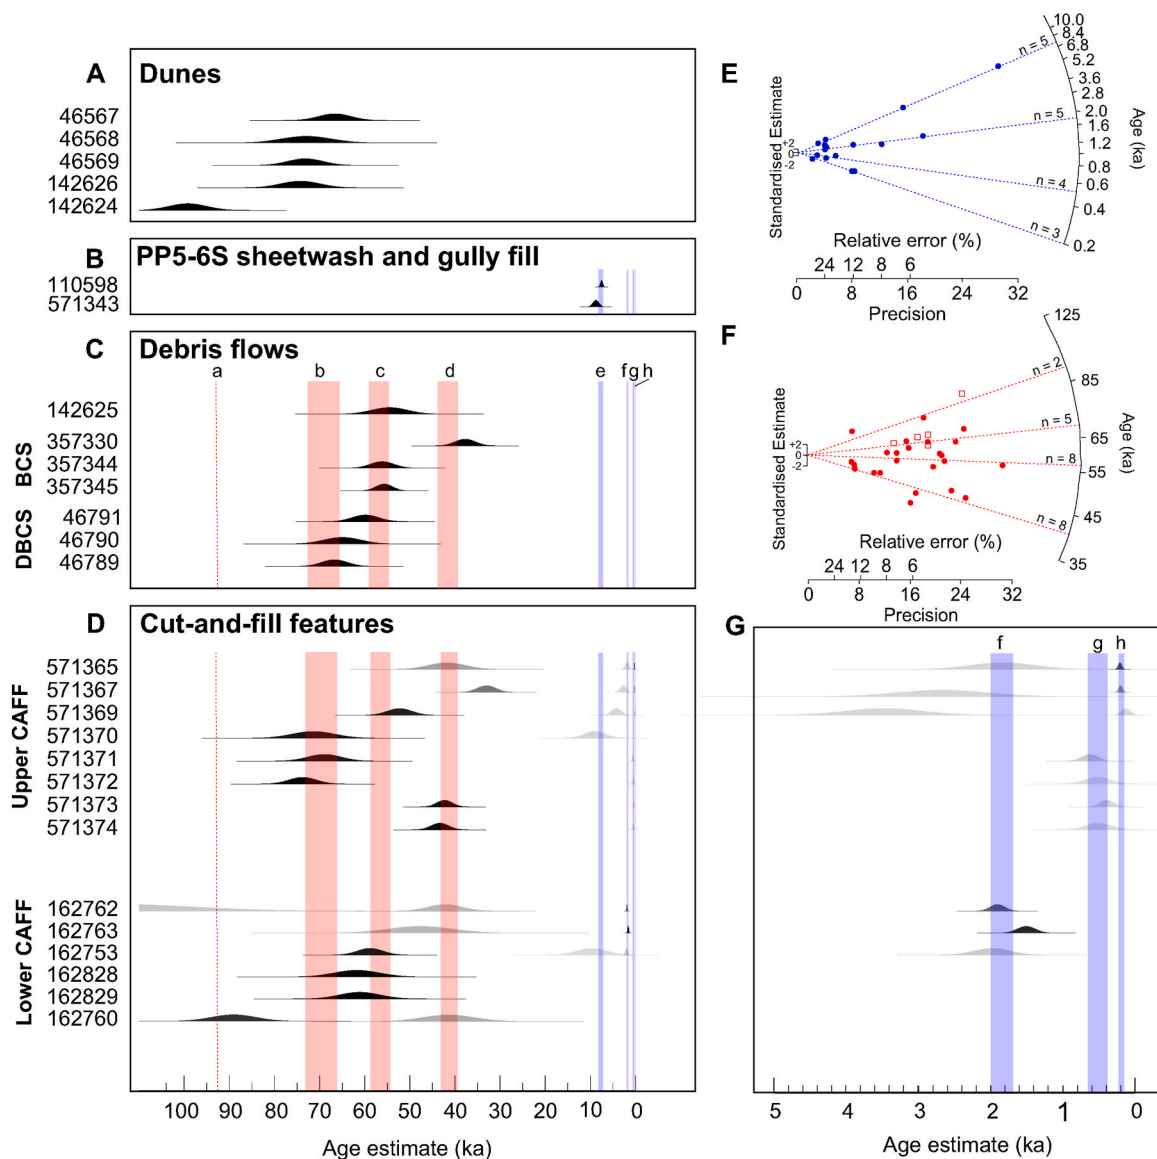 A Dunes
46567
46568
46569
142626
142624
B PP5-6S sheetwash and gully fill
110598
571343
C Debris flows
a b c d e f g h
BCS
142625
357330
357344
357345
DBCS
46791
46790
46789
D Cut-and-fill features
Upper CAFF
571365
571367
571369
571370
571371
571372
571373
571374
Lower CAFF
162762
162763
162753
162828
162829
162760
100 90 80 70 60 50 40 30 20 10 0
Age estimate (ka)
E
Standardised Estimate
+2
0
-2
n = 5
n = 5
n = 4
n = 3
10.0
8.4
6.8
5.2
3.6
2.8
2.0
1.6
1.2
0.8
0.6
0.4
0.2
Age (ka)
Relative error (%)
24 12 8 6
0 8 16 24 32
Precision
F
Standardised Estimate
+2
0
-2
n = 2
n = 5
n = 8
n = 8
125
85
65
55
45
35
Age (ka)
Relative error (%)
24 12 8 6
0 8 16 24 32
Precision
G
f g h
5 4 3 2 1 0
Age estimate (ka)